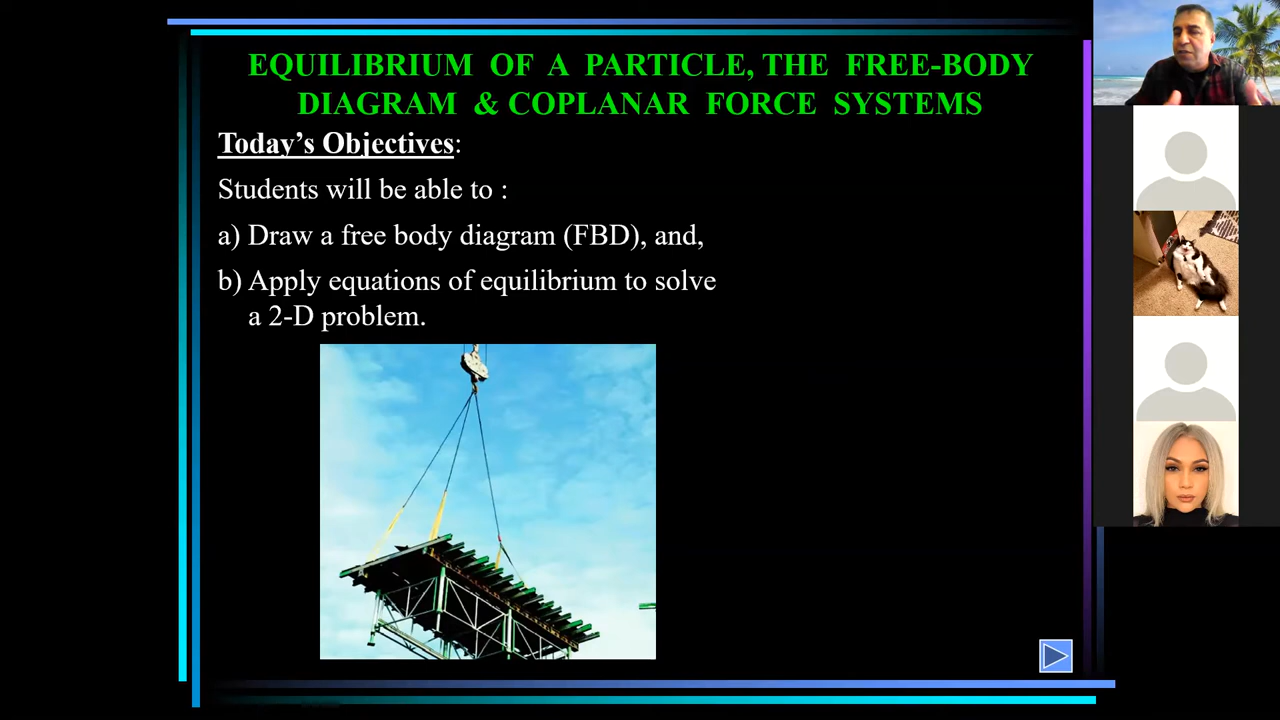 EQUILIBRIUM OF A PARTICLE, THE FREE-BODY
DIAGRAM & COPLANAR FORCE SYSTEMS
Today’s Objectives:
Students will be able to :
a) Draw a free body diagram (FBD), and,
b) Apply equations of equilibrium to solve
a 2-D problem.